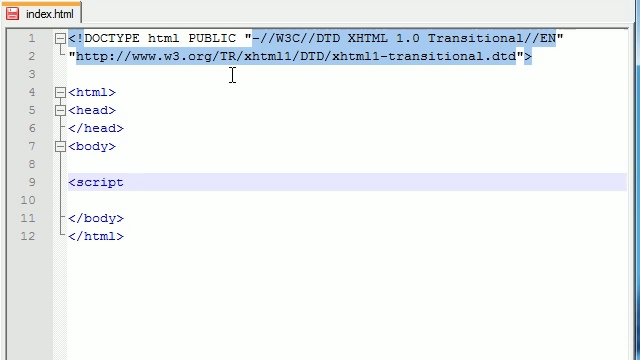 index.html
1 <!DOCTYPE html PUBLIC "-//W3C//DTD XHTML 1.0 Transitional//EN"
2 "http://www.w3.org/TR/xhtml1/DTD/xhtml1-transitional.dtd">
3
4 <html>
5 <head>
6 </head>
7 <body>
8
9 <script
10
11 </body>
12 </html>